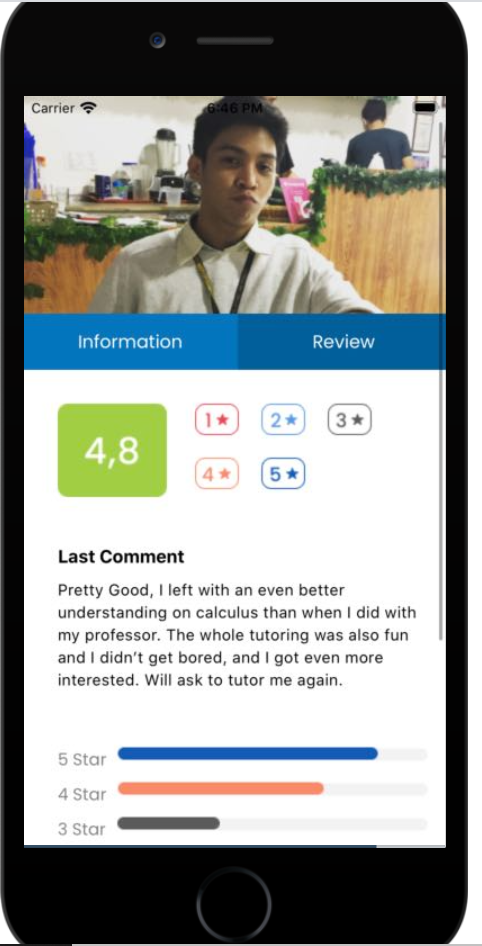 Carrier 6:46 PM
Information Review
4,8
1★ 2★ 3★
4★ 5★
Last Comment
Pretty Good, I left with an even better
understanding on calculus than when I did with
my professor. The whole tutoring was also fun
and I didn’t get bored, and I got even more
interested. Will ask to tutor me again.
5 Star
4 Star
3 Star